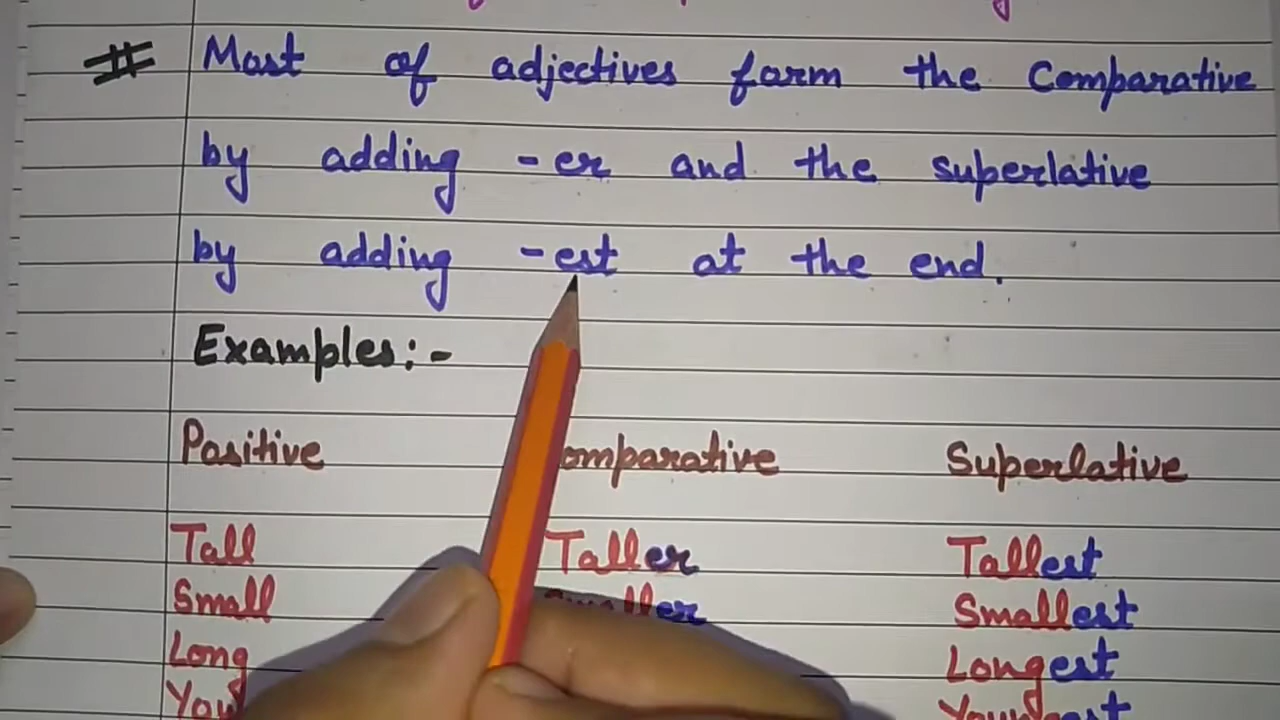 # Most of adjectives form the Comparative
by adding -er and the superlative
by adding -est at the end.
Examples:-
Positive omparative Superlative
Tall Taller Tallest
Small Smallest
Long Longest